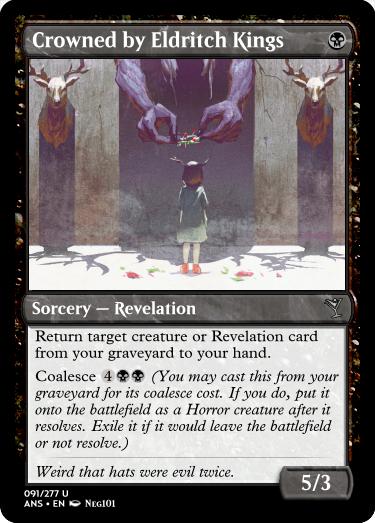 Crowned by Eldritch Kings
Sorcery — Revelation
Return target creature or Revelation card
from your graveyard to your hand.
Coalesce 4 (You may cast this from your
graveyard for its coalesce cost. If you do, put it
onto the battlefield as a Horror creature after it
resolves. Exile it if it would leave the battlefield
or not resolve.)
Weird that hats were evil twice.
5/3
091/277 U
ANS • EN NEG101